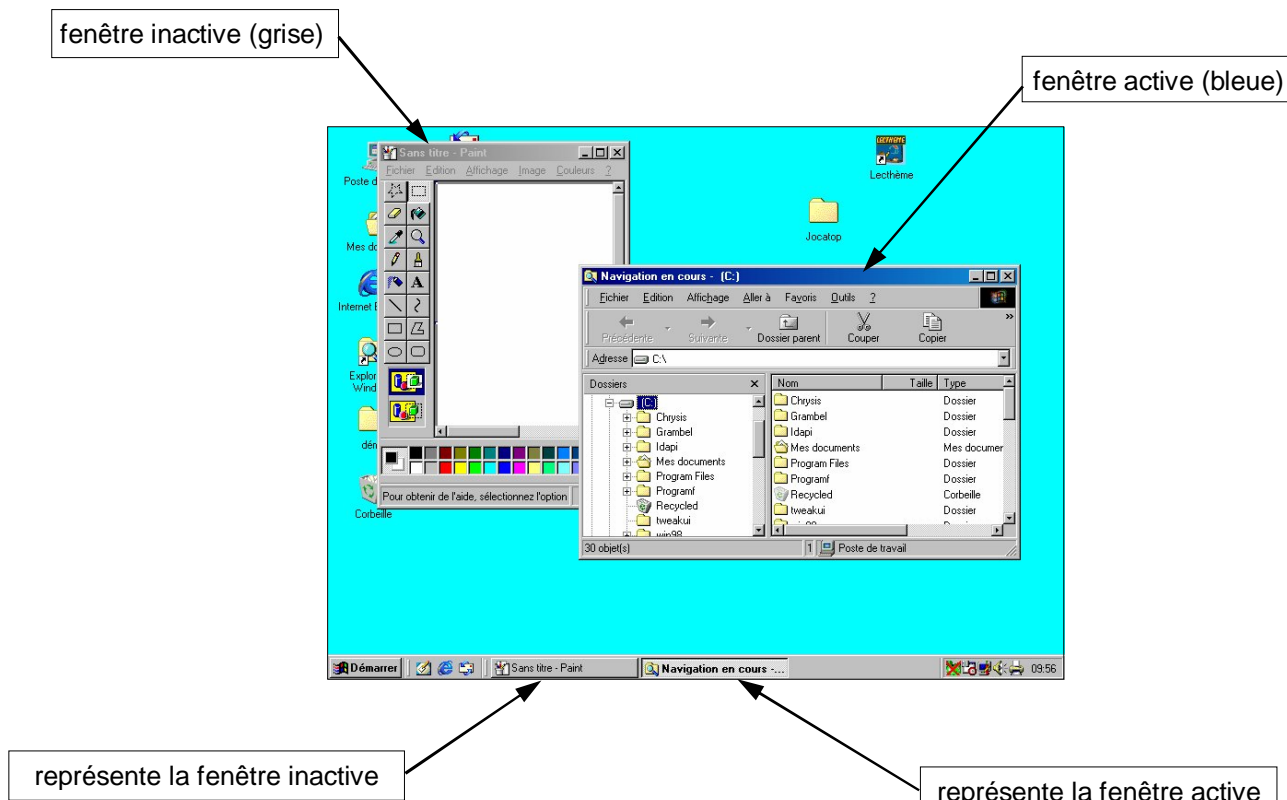 fenêtre inactive (grise)
fenêtre active (bleue)
Sans titre - Paint
Fichier Edition Affichage Image Couleurs ?
LECTHEME
Lecthème
Poste d
Jocatop
Mes do
Navigation en cours - (C:)
Fichier Edition Affichage Aller à Favoris Outils ?
Internet E
Précédente Suivante Dossier parent Couper Copier »
Adresse C:\
Explor
Wind
Dossiers x Nom Taille Type
(C:)
Chrysis
Grambel
Idapi
Mes documents
Program Files
Programf
Recycled
tweakui
win98
Chrysis Dossier
Grambel Dossier
Idapi Dossier
Mes documents Mes documer
Program Files Dossier
Programf Dossier
Recycled Corbeille
tweakui Dossier
dém
Pour obtenir de l'aide, sélectionnez l'option
Corbeille
30 objet(s) 1 Poste de travail
Démarrer Sans titre - Paint Navigation en cours -... 09:56
représente la fenêtre inactive
représente la fenêtre active